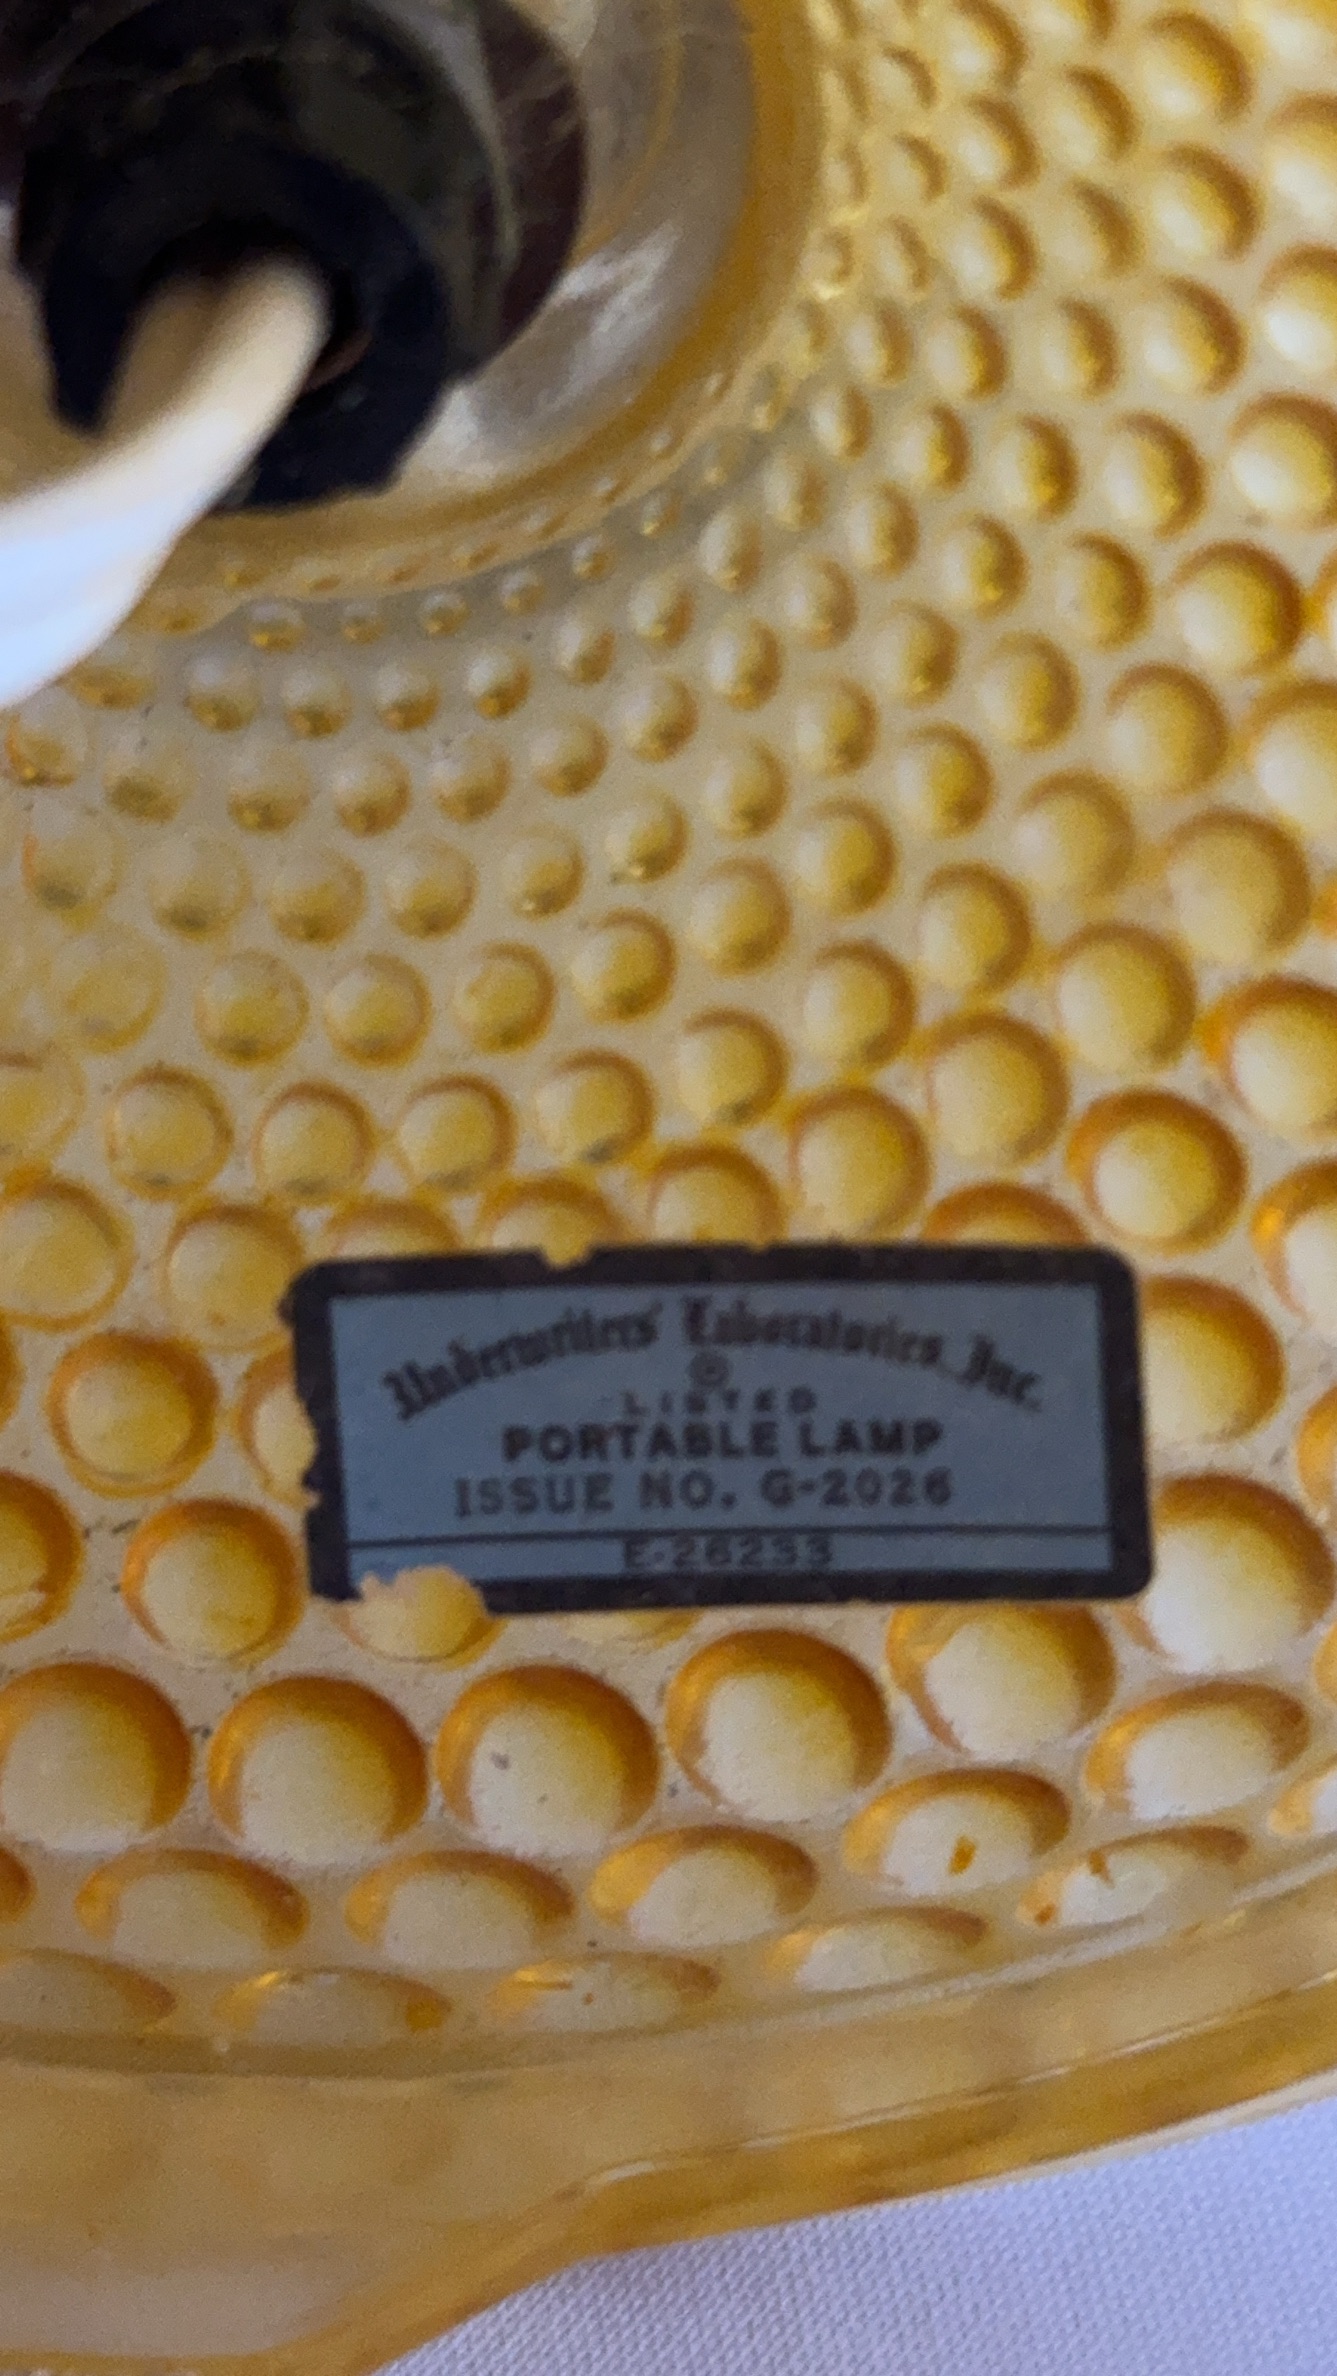 Underwriters' Laboratories, Inc.
LISTED
PORTABLE LAMP
ISSUE NO. G-2026
E-26233